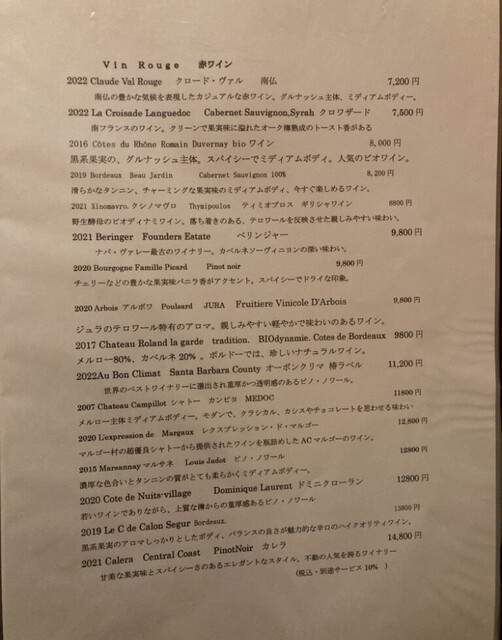 Vin Rouge 赤ワイン
2022 Claude Val Rouge クロード・ヴァル 南仏 7,200円
南仏の豊かな気候を表現したカジュアルな赤ワイン。グルナッシュ主体、ミディアムボディー。
2022 La Croisade Languedoc Cabernet Sauvignon,Syrah クロワザード 7,500円
南フランスのワイン。クリーンで果実味に溢れたオーク樽熟成のトースト香がある
2016 Côtes du Rhône Romain Duvernay bio ワイン 8,000円
黒系果実の、グルナッシュ主体。スパイシーでミディアムボディ。人気のビオワイン。
2019 Bordeaux Beau Jardin Cabernet Sauvignon 100% 8,200円
滑らかなタンニン、チャーミングな果実味のミディアムボディ、今すぐ楽しめるワイン。
2021 Xinomavro.クシノマヴロ Thymiopoulos ティミオプロス ギリシャワイン 8800円
野生酵母のビオディナミワイン。落ち着きのある、テロワールを反映させた親しみやすい味わい。
2021 Beringer Founders Estate ベリンジャー 9,800円
ナパ・ヴァレー最古のワイナリー。カベルネソーヴィニヨンの深い味わい。
2020 Bourgogne Famille Picard Pinot noir 9,800円
チェリーなどの豊かな果実味バニラ香がアクセント。スパイシーでドライな印象。
2020 Arbois アルボワ Poulsard JURA Fruitiere Vinicole D'Arbois 9,800円
ジュラのテロワール特有のアロマ。親しみやすい軽やかで味わいのあるワイン。
2017 Chateau Roland la garde tradition. BIOdynamie. Cotes de Bordeaux 9800円
メルロー80%、カベルネ20%。ボルドーでは、珍しいナチュラルワイン。
2022Au Bon Climat Santa Barbara County オーボンクリマ 椿ラベル 11,200円
世界のベストワイナリーに選出され重厚かつ透明感のあるピノ・ノワール。
2007 Chateau Campillot シャトー カンピヨ MEDOC 11800円
メルロー主体ミディアムボディー。モダンで、クラシカル、カシスやチョコレートを思わせる味わい
2020 L'expression de Margaux レクスプレッション・ド・マルゴー 12,800円
マルゴー村の超優良シャトーから提供されたワインを瓶詰めしたACマルゴーのワイン。
2015 Marsannay マルサネ Louis Jadot ピノ・ノワール 12800円
濃厚な色合いとタンニンの質がとても柔らかくミディアムボディー。
2020 Cote de Nuits-village Dominique Laurent ドミニクローラン 12800円
若いワインでありながら、上質な樽からの重厚感あるピノ・ノワール
2019 Le C de Calon Segur Bordeaux. 13800円
黒系果実のアロマしっかりとしたボディ、バランスの良さが魅力的な辛口のハイクオリティワイン。
2021 Calera Central Coast PinotNoir カレラ 14,800円
甘美な果実味とスパイシーさのあるエレガントなスタイル、不動の人気を誇るワイナリー
(税込・別途サービス10% )